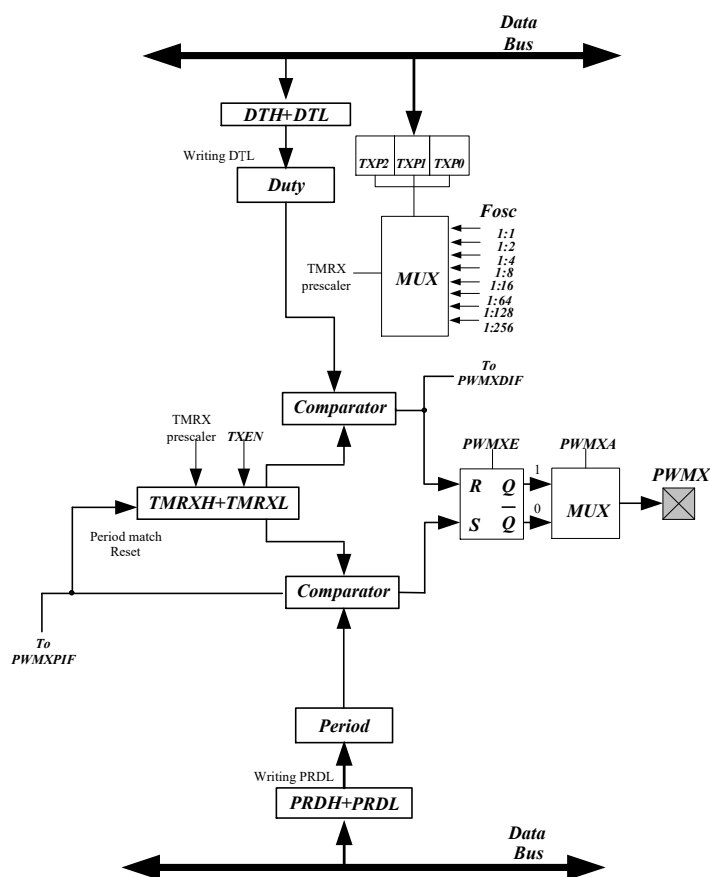 Data
Bus
DTH+DTL
Writing DTL
TXP2 TXP1 TXP0
Duty
Fosc
1:1
1:2
1:4
1:8
1:16
1:64
1:128
1:256
TMRX
prescaler
MUX
To
PWMXDIF
Comparator
TMRX
prescaler
TXEN
PWMXE
PWMXA
PWMX
TMRXH+TMRXL
R Q
1
S Q̅
0
MUX
Period match
Reset
Comparator
To
PWMXPIF
Period
Writing PRDL
PRDH+PRDL
Data
Bus